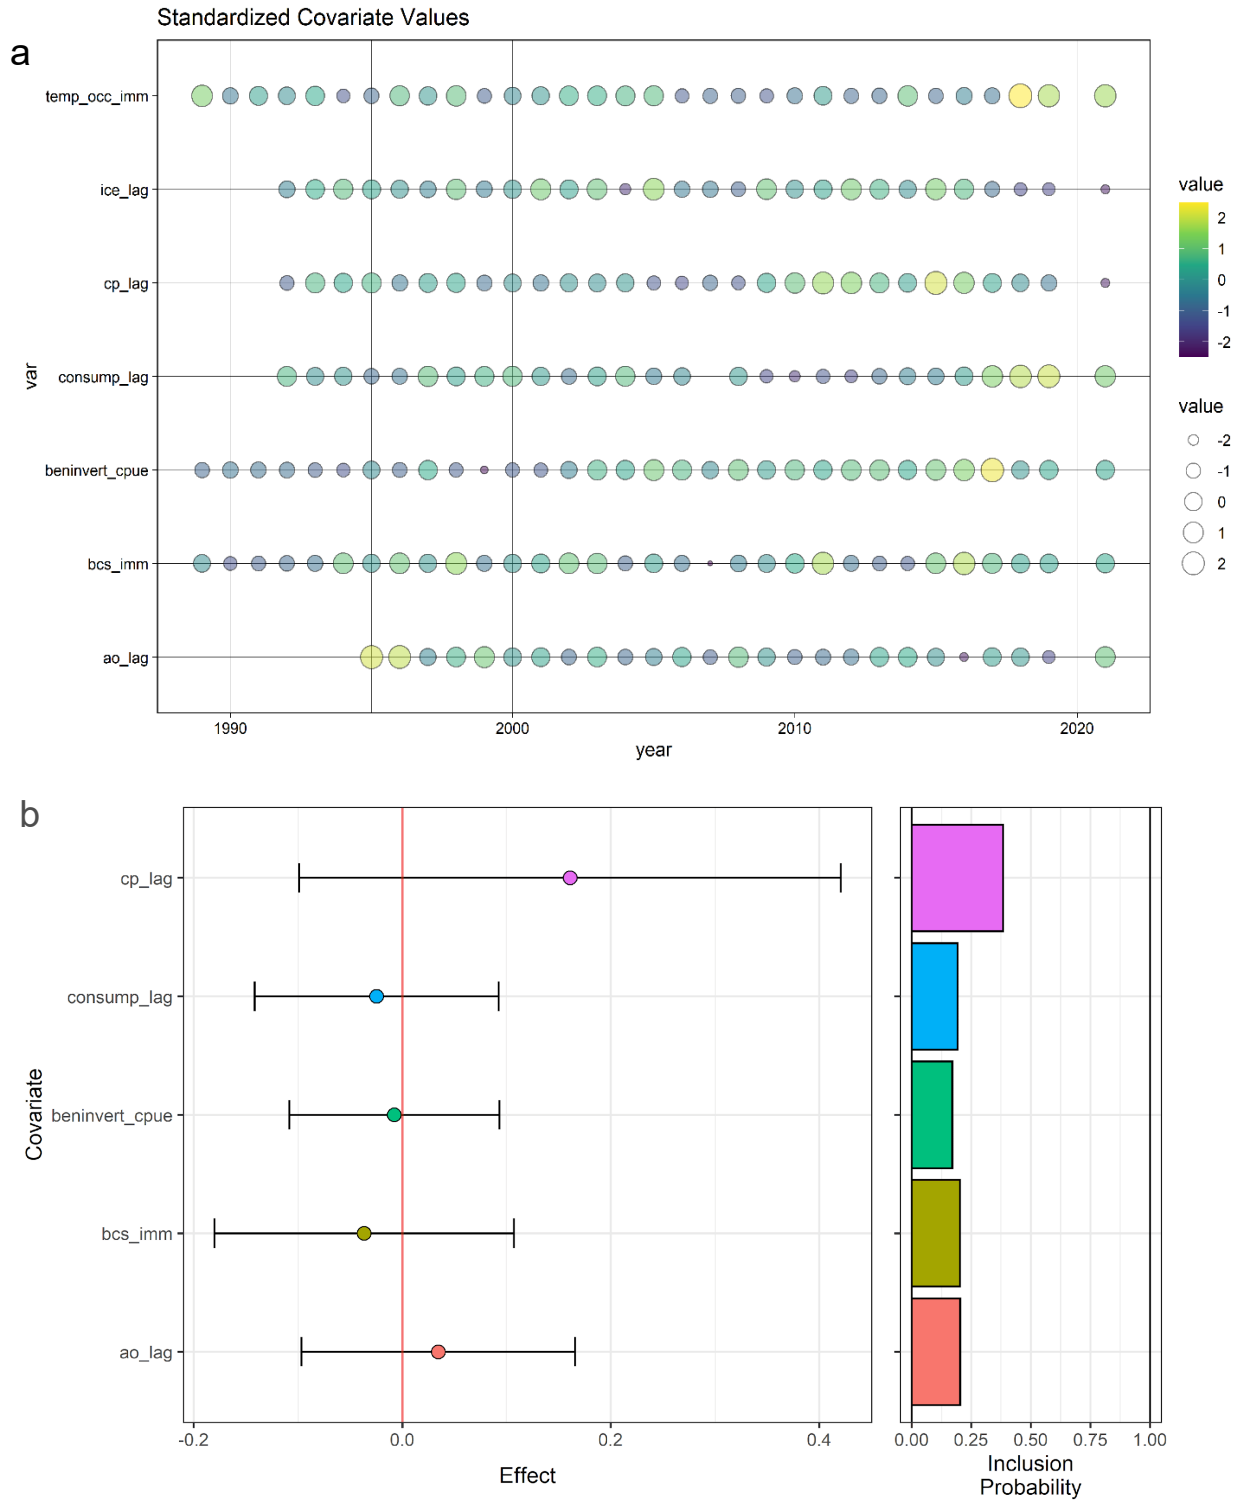 Standardized Covariate Values
a
temp_occ_imm
ice_lag
cp_lag
consump_lag
beninvert_cpue
bcs_imm
ao_lag
var
1990 2000 2010 2020
year
value
2
1
0
-1
-2
value
-2
-1
0
1
2
b
cp_lag
consump_lag
beninvert_cpue
bcs_imm
ao_lag
Covariate
-0.2 0.0 0.2 0.4
Effect
0.00 0.25 0.50 0.75 1.00
Inclusion
Probability